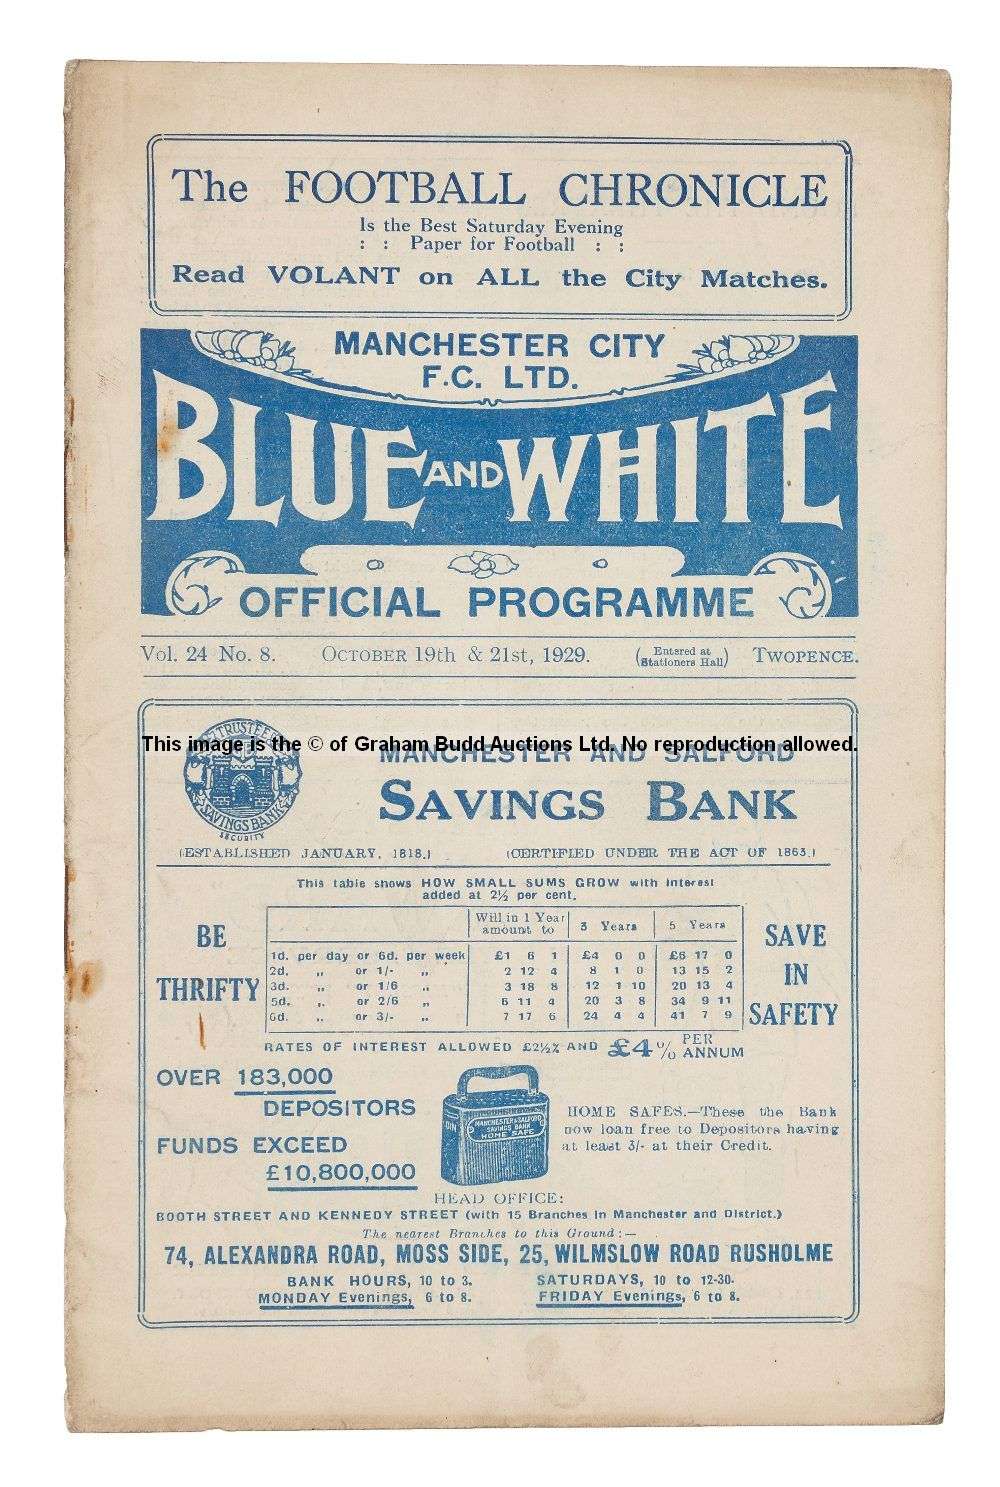 The FOOTBALL CHRONICLE
Is the Best Saturday Evening
: : Paper for Football : :
Read VOLANT on ALL the City Matches.
MANCHESTER CITY
F.C. LTD.
BLUE AND WHITE
OFFICIAL PROGRAMME
Vol. 24 No. 8. OCTOBER 19th & 21st, 1929. (Entered at Stationers Hall) TWOPENCE.
This image is the © of Graham Budd Auctions Ltd. No reproduction allowed.
TRUSTEE
SAVINGS BANK
SECURITY
MANCHESTER AND SALFORD
SAVINGS BANK
(ESTABLISHED JANUARY, 1818.) (CERTIFIED UNDER THE ACT OF 1863.)
This table shows HOW SMALL SUMS GROW with interest
added at 2½ per cent.
BE
THRIFTY
Will in 1 Year amount to 3 Years 5 Years
1d. per day or 6d. per week £1 6 1 £4 0 0 £6 17 0
2d. ,, or 1/- ,, 2 12 4 8 1 0 13 15 2
3d. ,, or 1/6 ,, 3 18 8 12 1 10 20 13 4
5d. ,, or 2/6 ,, 6 11 4 20 3 8 34 9 11
6d. ,, or 3/- ,, 7 17 6 24 4 4 41 7 9
SAVE
IN
SAFETY
RATES OF INTEREST ALLOWED £2½% AND £4% PER ANNUM
OVER 183,000
DEPOSITORS
FUNDS EXCEED
£10,800,000
MANCHESTER & SALFORD
SAVINGS BANK
HOME SAFE
HOME SAFES.—These the Bank
now loan free to Depositors having
at least 3/- at their Credit.
HEAD OFFICE:
BOOTH STREET AND KENNEDY STREET (with 15 Branches in Manchester and District.)
The nearest Branches to this Ground:—
74, ALEXANDRA ROAD, MOSS SIDE, 25, WILMSLOW ROAD RUSHOLME
BANK HOURS, 10 to 3. SATURDAYS, 10 to 12-30.
MONDAY Evenings, 6 to 8. FRIDAY Evenings, 6 to 8.